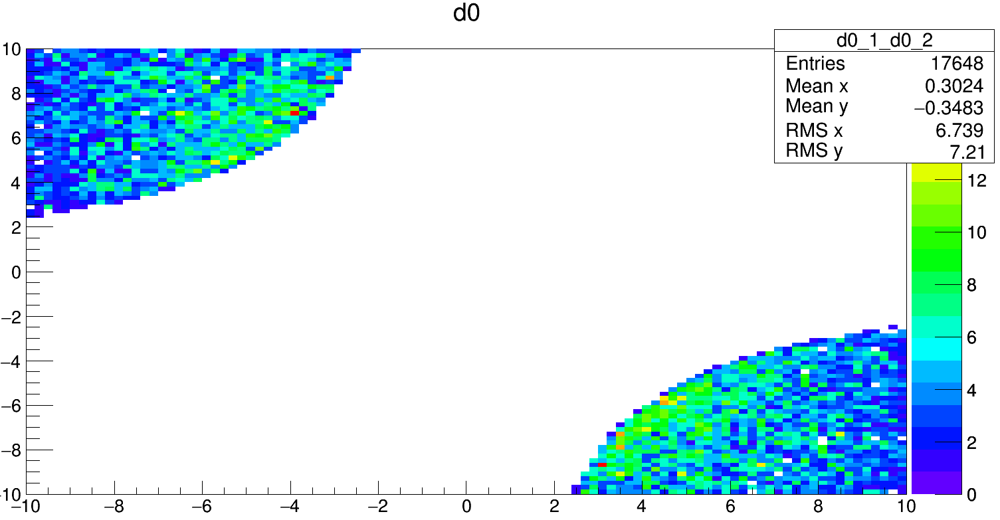 d0
d0_1_d0_2
Entries 17648
Mean x 0.3024
Mean y −0.3483
RMS x 6.739
RMS y 7.21
10
8
6
4
2
0
−2
−4
−6
−8
−10
−10 −8 −6 −4 −2 0 2 4 6 8 10
12
10
8
6
4
2
0